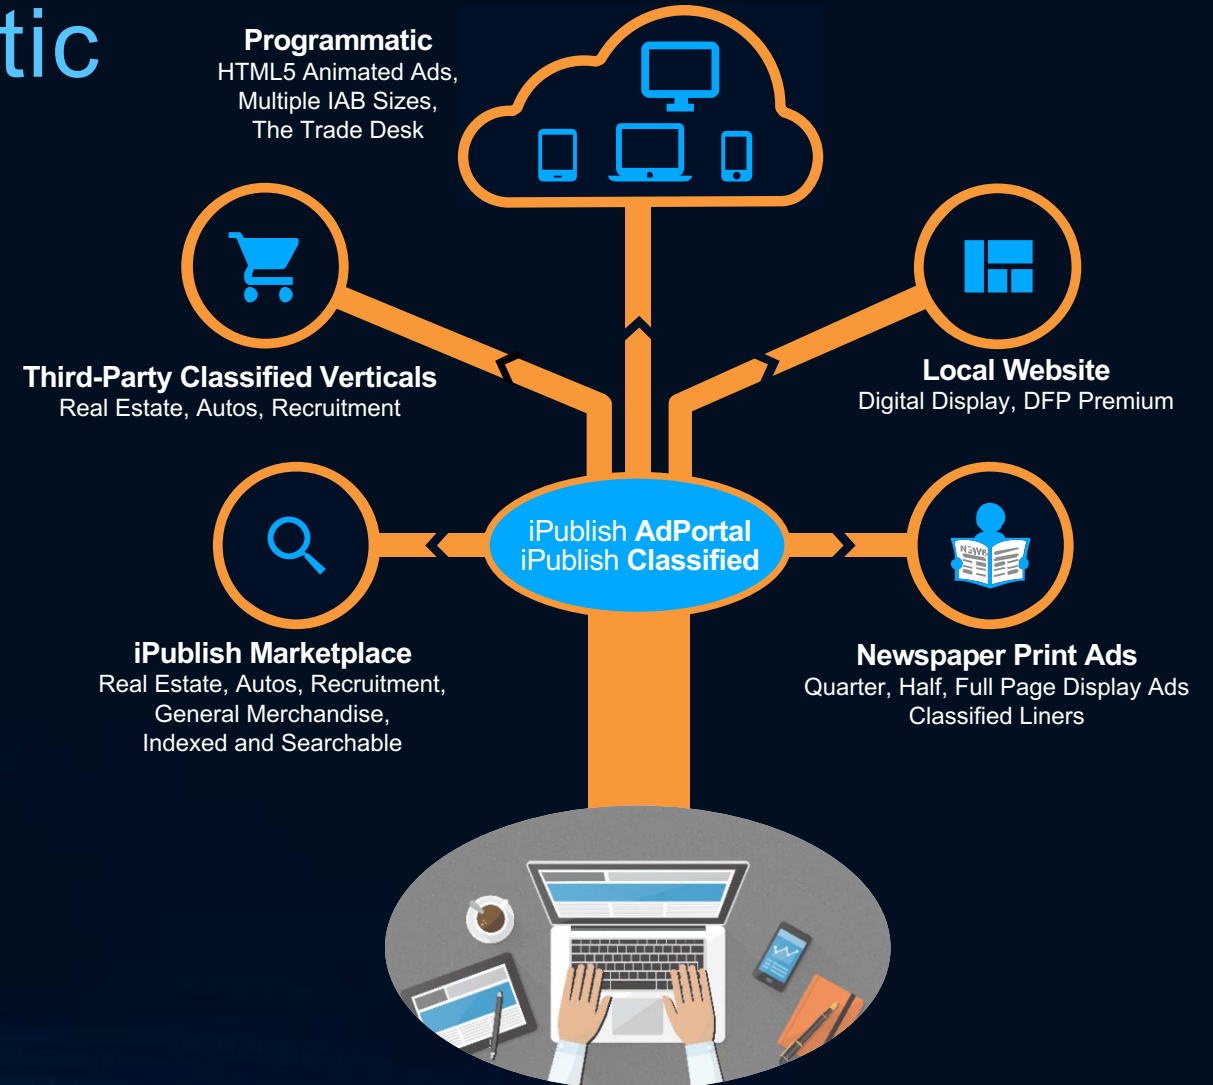 tic
Programmatic
HTML5 Animated Ads,
Multiple IAB Sizes,
The Trade Desk
Third-Party Classified Verticals
Real Estate, Autos, Recruitment
Local Website
Digital Display, DFP Premium
iPublish AdPortal
iPublish Classified
NEWS
iPublish Marketplace
Real Estate, Autos, Recruitment,
General Merchandise,
Indexed and Searchable
Newspaper Print Ads
Quarter, Half, Full Page Display Ads
Classified Liners